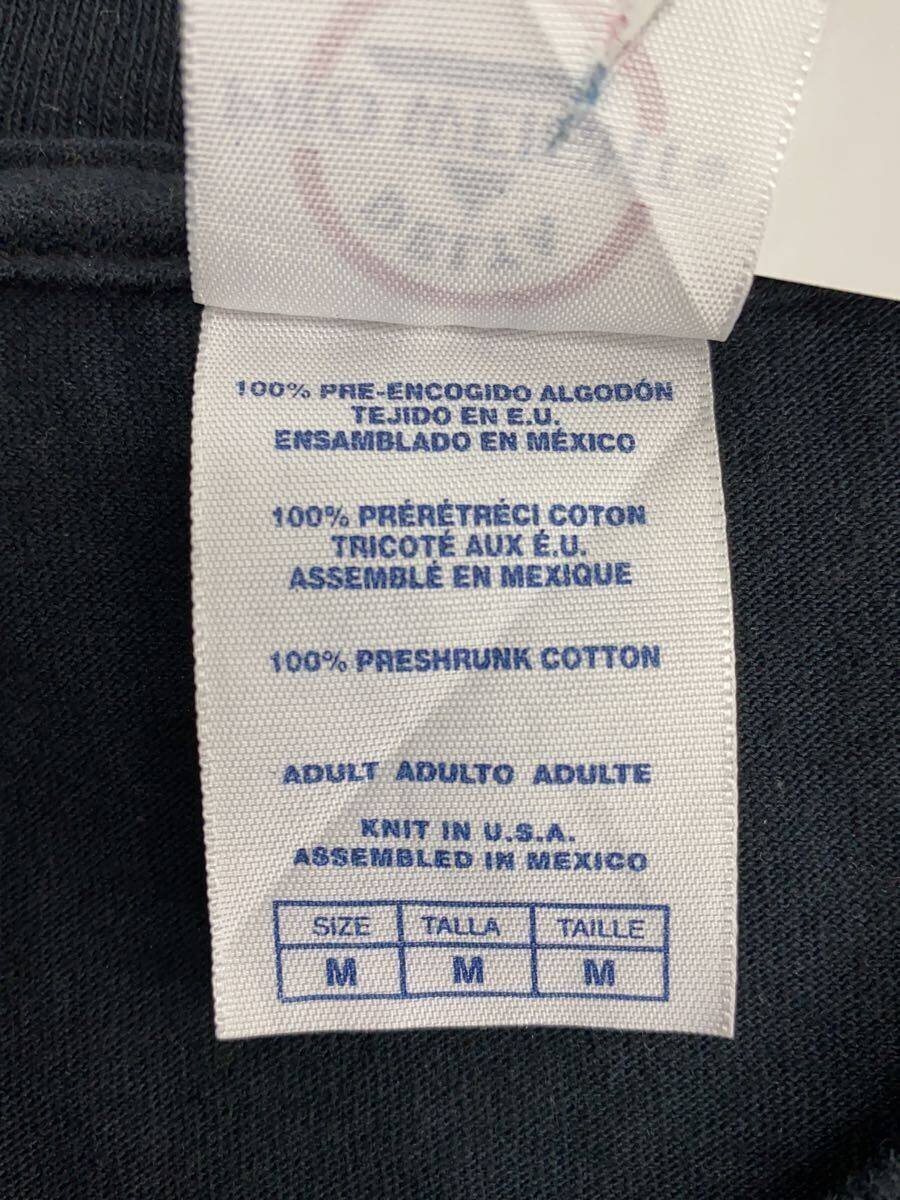 100% PRE-ENCOGIDO ALGODÓN
TEJIDO EN E.U.
ENSAMBLADO EN MÉXICO
100% PRÉRÉTRÉCI COTON
TRICOTÉ AUX É.U.
ASSEMBLÉ EN MEXIQUE
100% PRESHRUNK COTTON
ADULT ADULTO ADULTE
KNIT IN U.S.A.
ASSEMBLED IN MEXICO
SIZE TALLA TAILLE
M M M